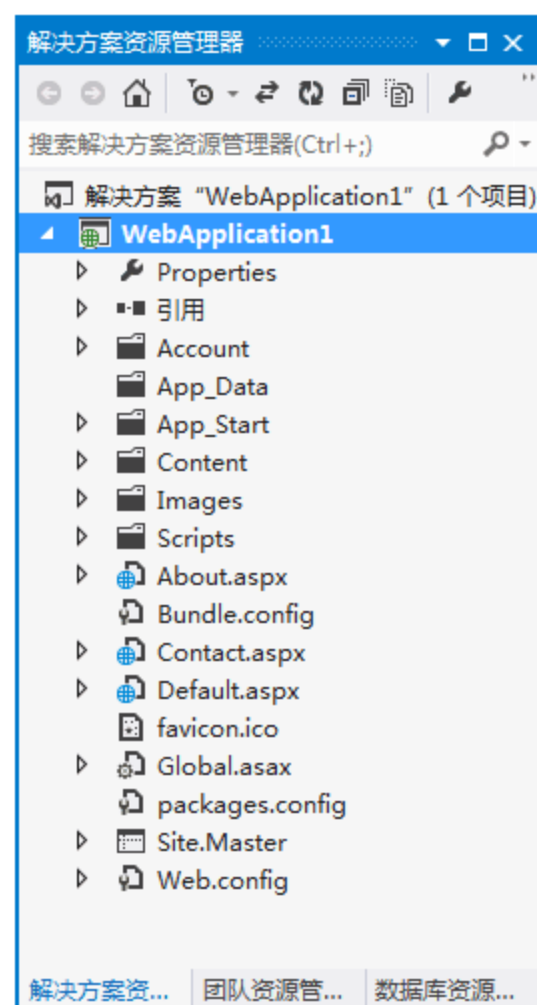 解决方案资源管理器
搜索解决方案资源管理器(Ctrl+;)
解决方案 “WebApplication1” (1 个项目)
WebApplication1
Properties
引用
Account
App_Data
App_Start
Content
Images
Scripts
About.aspx
Bundle.config
Contact.aspx
Default.aspx
favicon.ico
Global.asax
packages.config
Site.Master
Web.config
解决方案资... 团队资源管... 数据库资源...